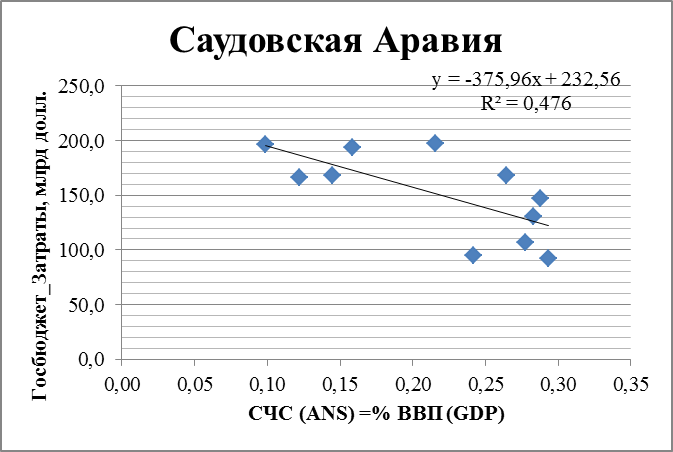 Саудовская Аравия
y = -375,96x + 232,56
R² = 0,476
250,0
200,0
150,0
100,0
50,0
0,0
Госбюджет_Затраты, млрд долл.
0,00 0,05 0,10 0,15 0,20 0,25 0,30 0,35
СЧС (ANS) =% ВВП (GDP)